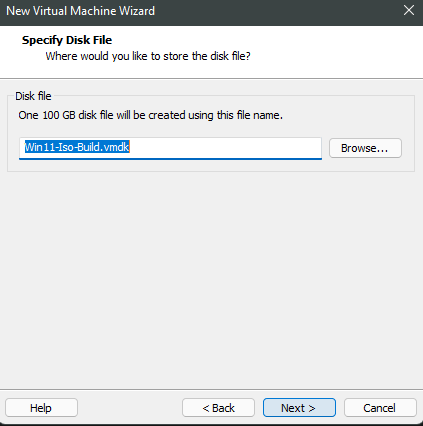 New Virtual Machine Wizard
Specify Disk File
Where would you like to store the disk file?
Disk file
One 100 GB disk file will be created using this file name.
Win11-Iso-Build.vmdk
Browse...
Help
< Back
Next >
Cancel